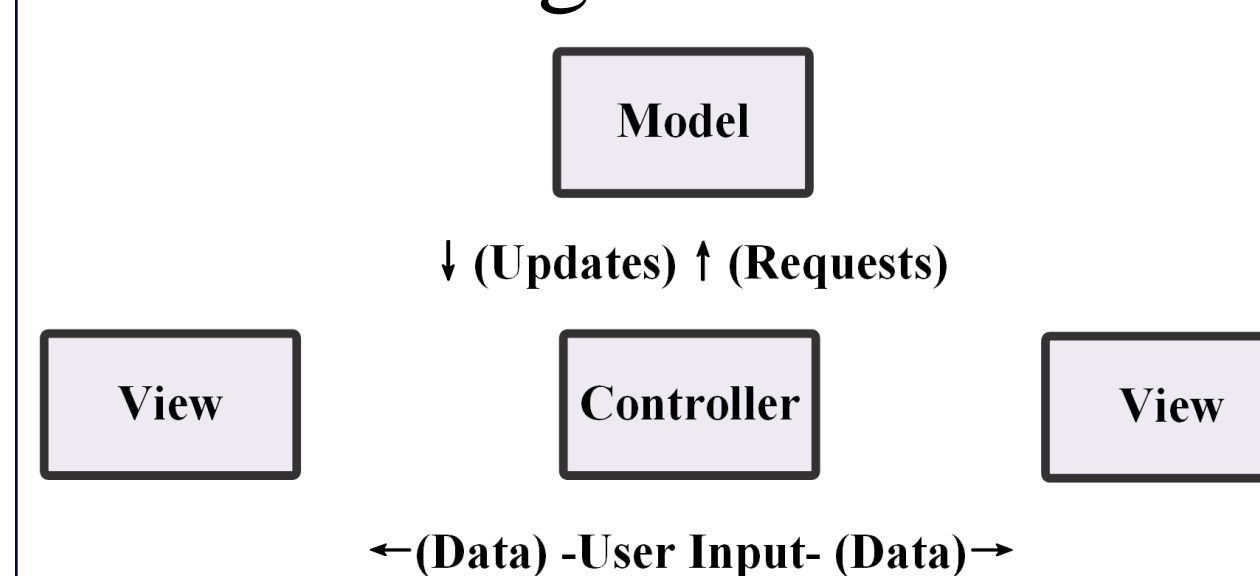 Model
↓ (Updates) ↑ (Requests)
View
Controller
View
←(Data) -User Input- (Data)→